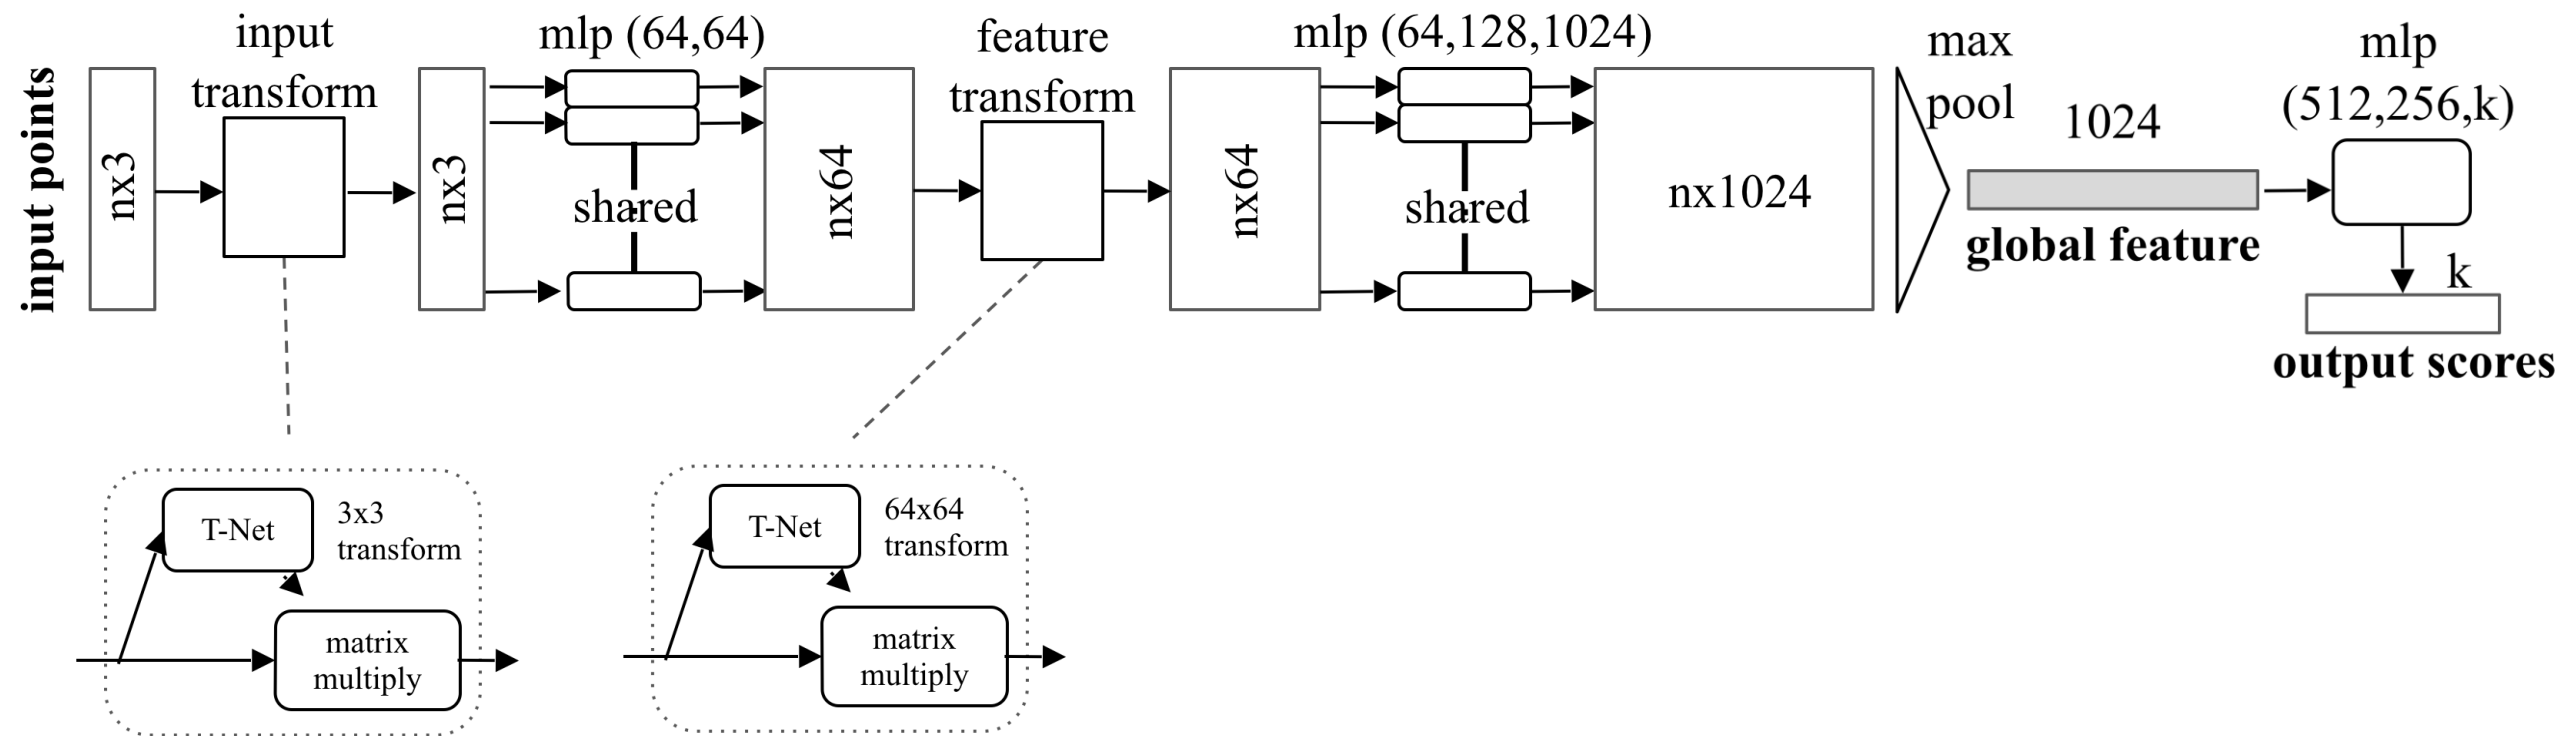 input points
nx3
input
transform
nx3
mlp (64,64)
shared
nx64
feature
transform
nx64
mlp (64,128,1024)
shared
nx1024
max
pool
1024
global feature
mlp
(512,256,k)
k
output scores
T-Net
3x3
transform
matrix
multiply
T-Net
64x64
transform
matrix
multiply